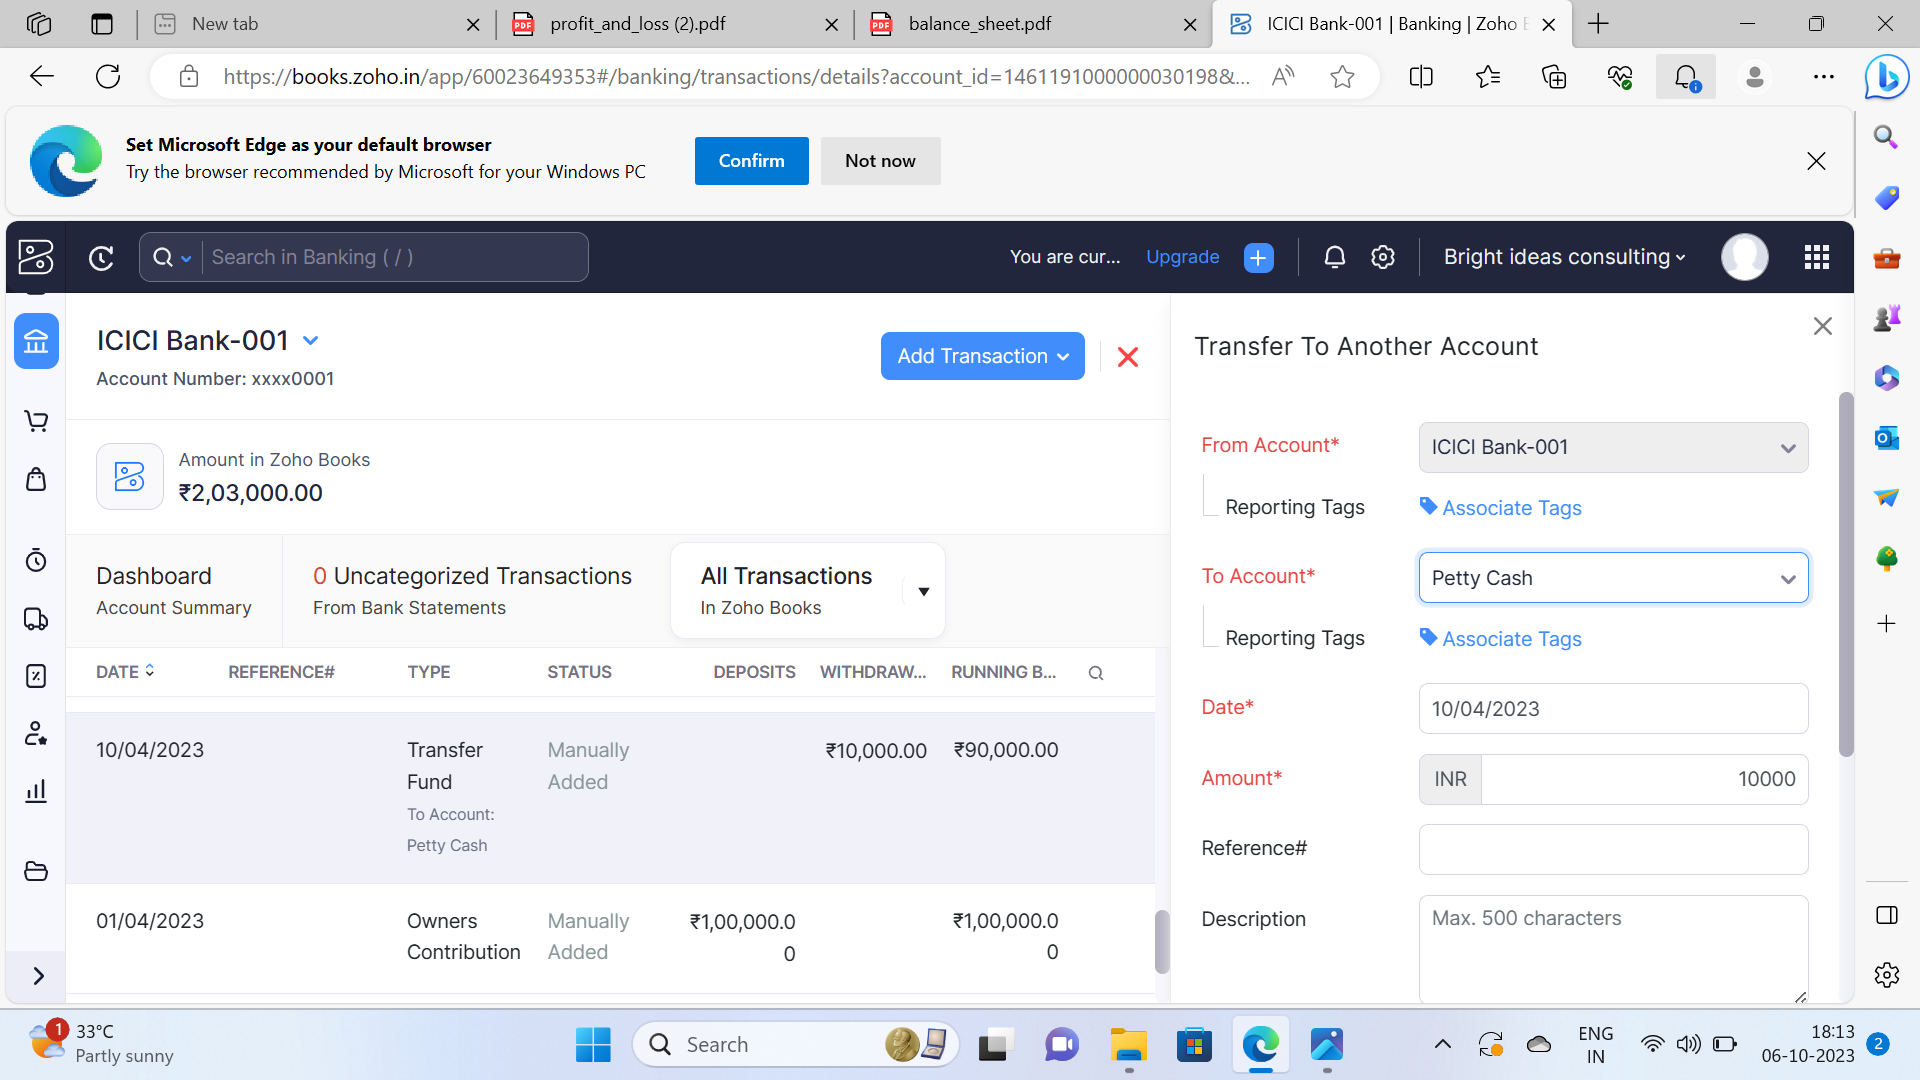 New tab
profit_and_loss (2).pdf
balance_sheet.pdf
ICICI Bank-001 | Banking | Zoho B
https://books.zoho.in/app/60023649353#/banking/transactions/details?account_id=1461191000000030198&...
Set Microsoft Edge as your default browser
Try the browser recommended by Microsoft for your Windows PC
Confirm
Not now
Search in Banking ( / )
You are cur...
Upgrade
Bright ideas consulting
ICICI Bank-001
Account Number: xxxx0001
Add Transaction
Amount in Zoho Books
₹2,03,000.00
Dashboard
Account Summary
0 Uncategorized Transactions
From Bank Statements
All Transactions
In Zoho Books
DATE REFERENCE# TYPE STATUS DEPOSITS WITHDRAW... RUNNING B...
10/04/2023 Transfer Fund Manually Added ₹10,000.00 ₹90,000.00
To Account:
Petty Cash
01/04/2023 Owners Contribution Manually Added ₹1,00,000.00 ₹1,00,000.00
Transfer To Another Account
From Account* ICICI Bank-001
Reporting Tags Associate Tags
To Account* Petty Cash
Reporting Tags Associate Tags
Date* 10/04/2023
Amount* INR 10000
Reference#
Description Max. 500 characters
1
33°C
Partly sunny
Search
ENG
IN
18:13
06-10-2023
2